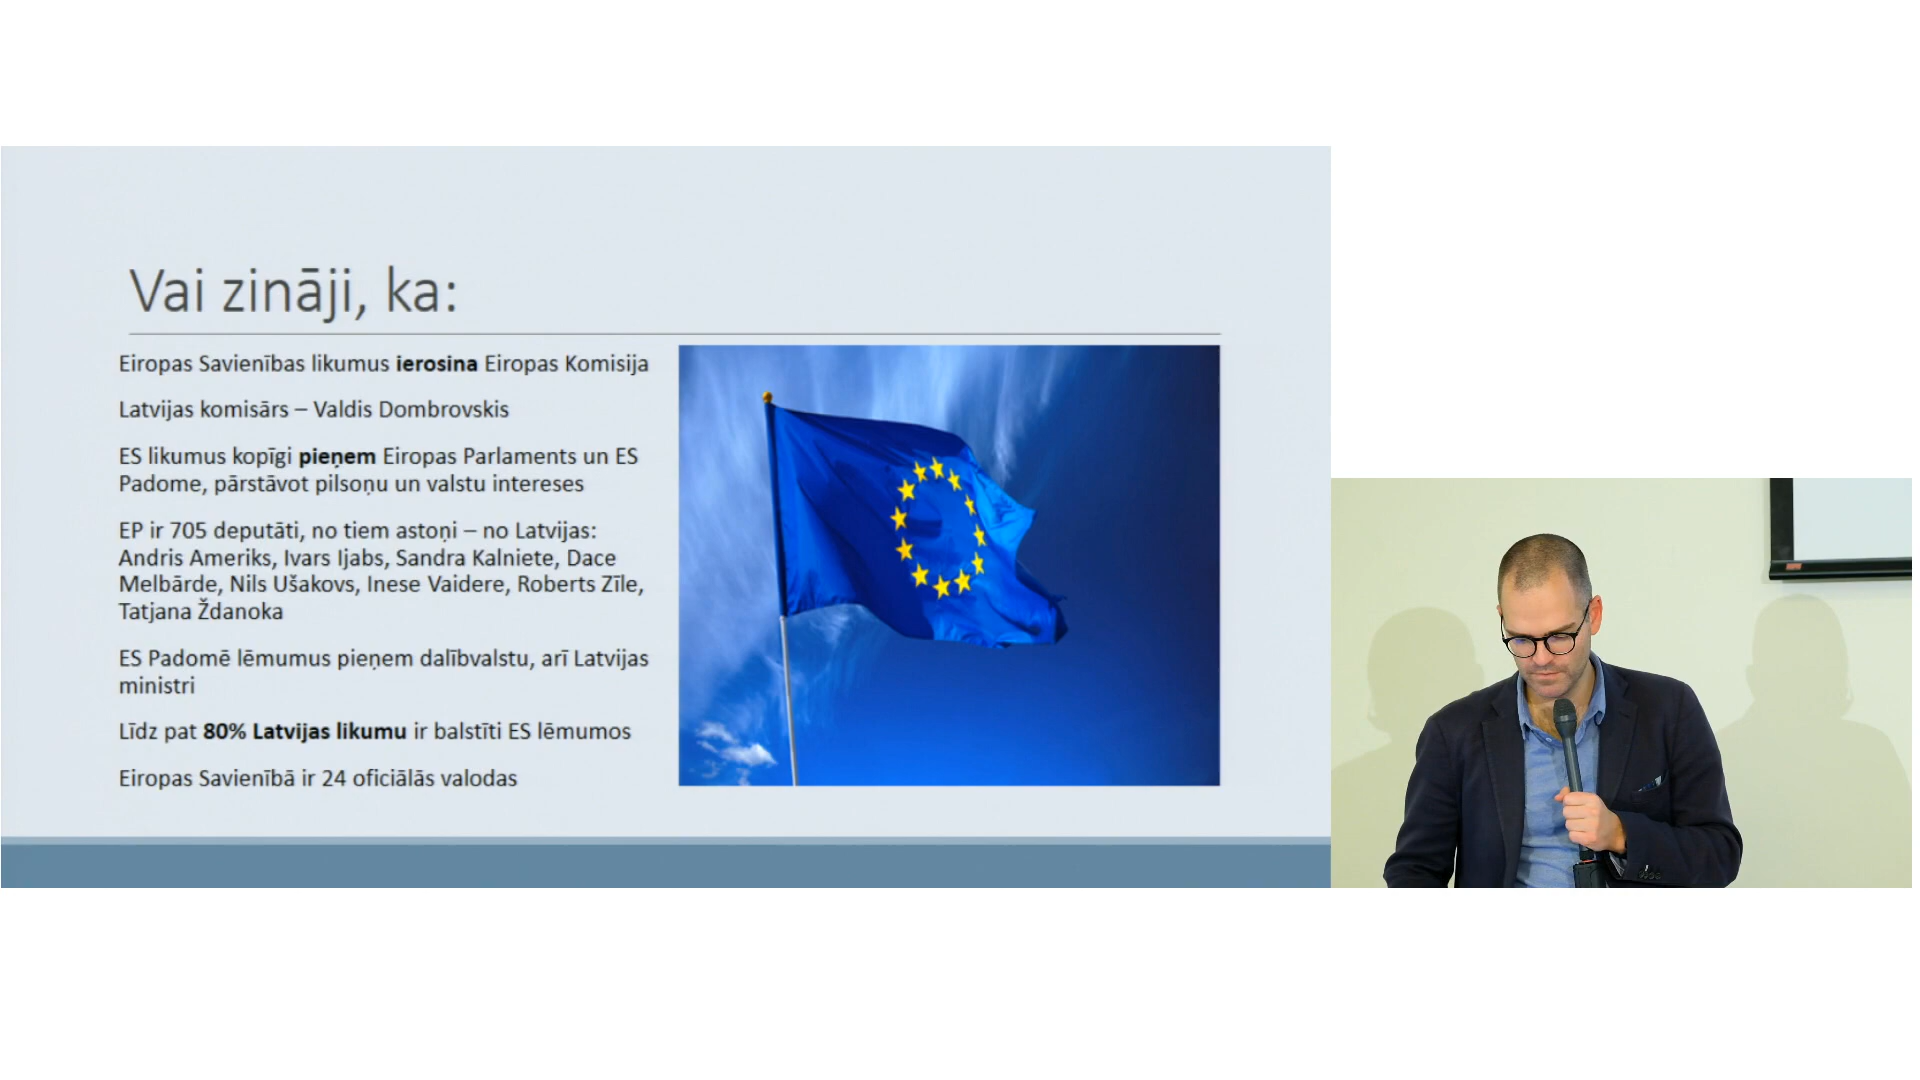 Vai zināji, ka:
Eiropas Savienības likumus ierosina Eiropas Komisija
Latvijas komisārs – Valdis Dombrovskis
ES likumus kopīgi pieņem Eiropas Parlaments un ES
Padome, pārstāvot pilsoņu un valstu intereses
EP ir 705 deputāti, no tiem astoņi – no Latvijas:
Andris Ameriks, Ivars Ijabs, Sandra Kalniete, Dace
Melbārde, Nils Ušakovs, Inese Vaidere, Roberts Zīle,
Tatjana Ždanoka
ES Padomē lēmumus pieņem dalībvalstu, arī Latvijas
ministri
Līdz pat 80% Latvijas likumu ir balstīti ES lēmumos
Eiropas Savienībā ir 24 oficiālās valodas